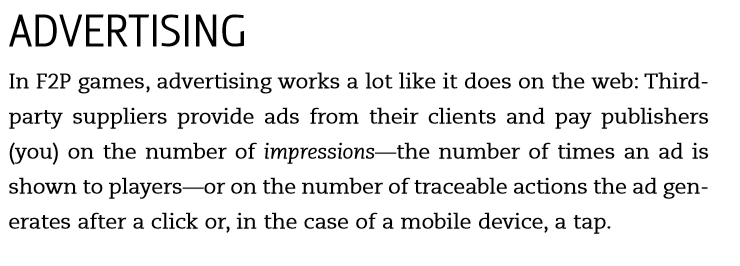 ADVERTISING
In F2P games, advertising works a lot like it does on the web: Third-
party suppliers provide ads from their clients and pay publishers
(you) on the number of impressions—the number of times an ad is
shown to players—or on the number of traceable actions the ad gen-
erates after a click or, in the case of a mobile device, a tap.